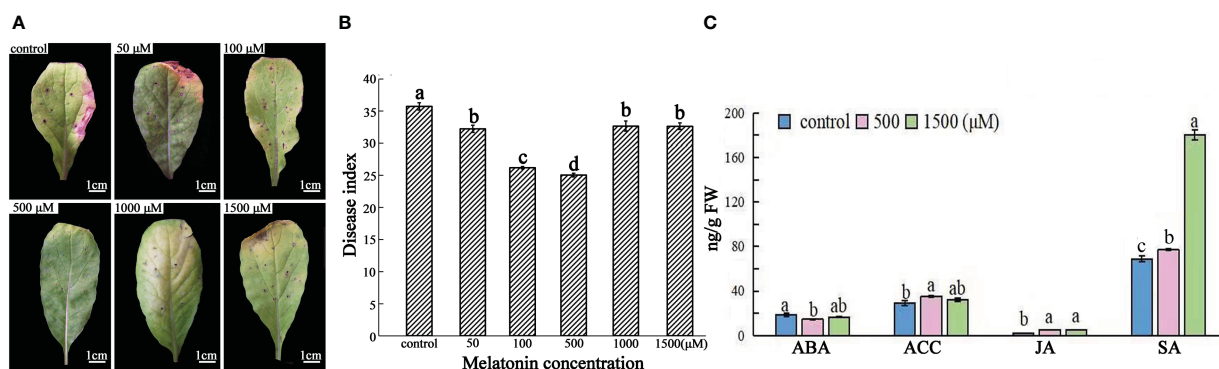 A
control 50 μM 100 μM
1cm 1cm 1cm
500 μM 1000 μM 1500 μM
1cm 1cm 1cm
B
Disease index
40
35
30
25
20
15
10
5
0
a b c d b b
control 50 100 500 1000 1500(μM)
Melatonin concentration
C
ng/g FW
200
160
120
80
40
0
control 500 1500 (μM)
a b ab b a ab b a a c b a
ABA ACC JA SA